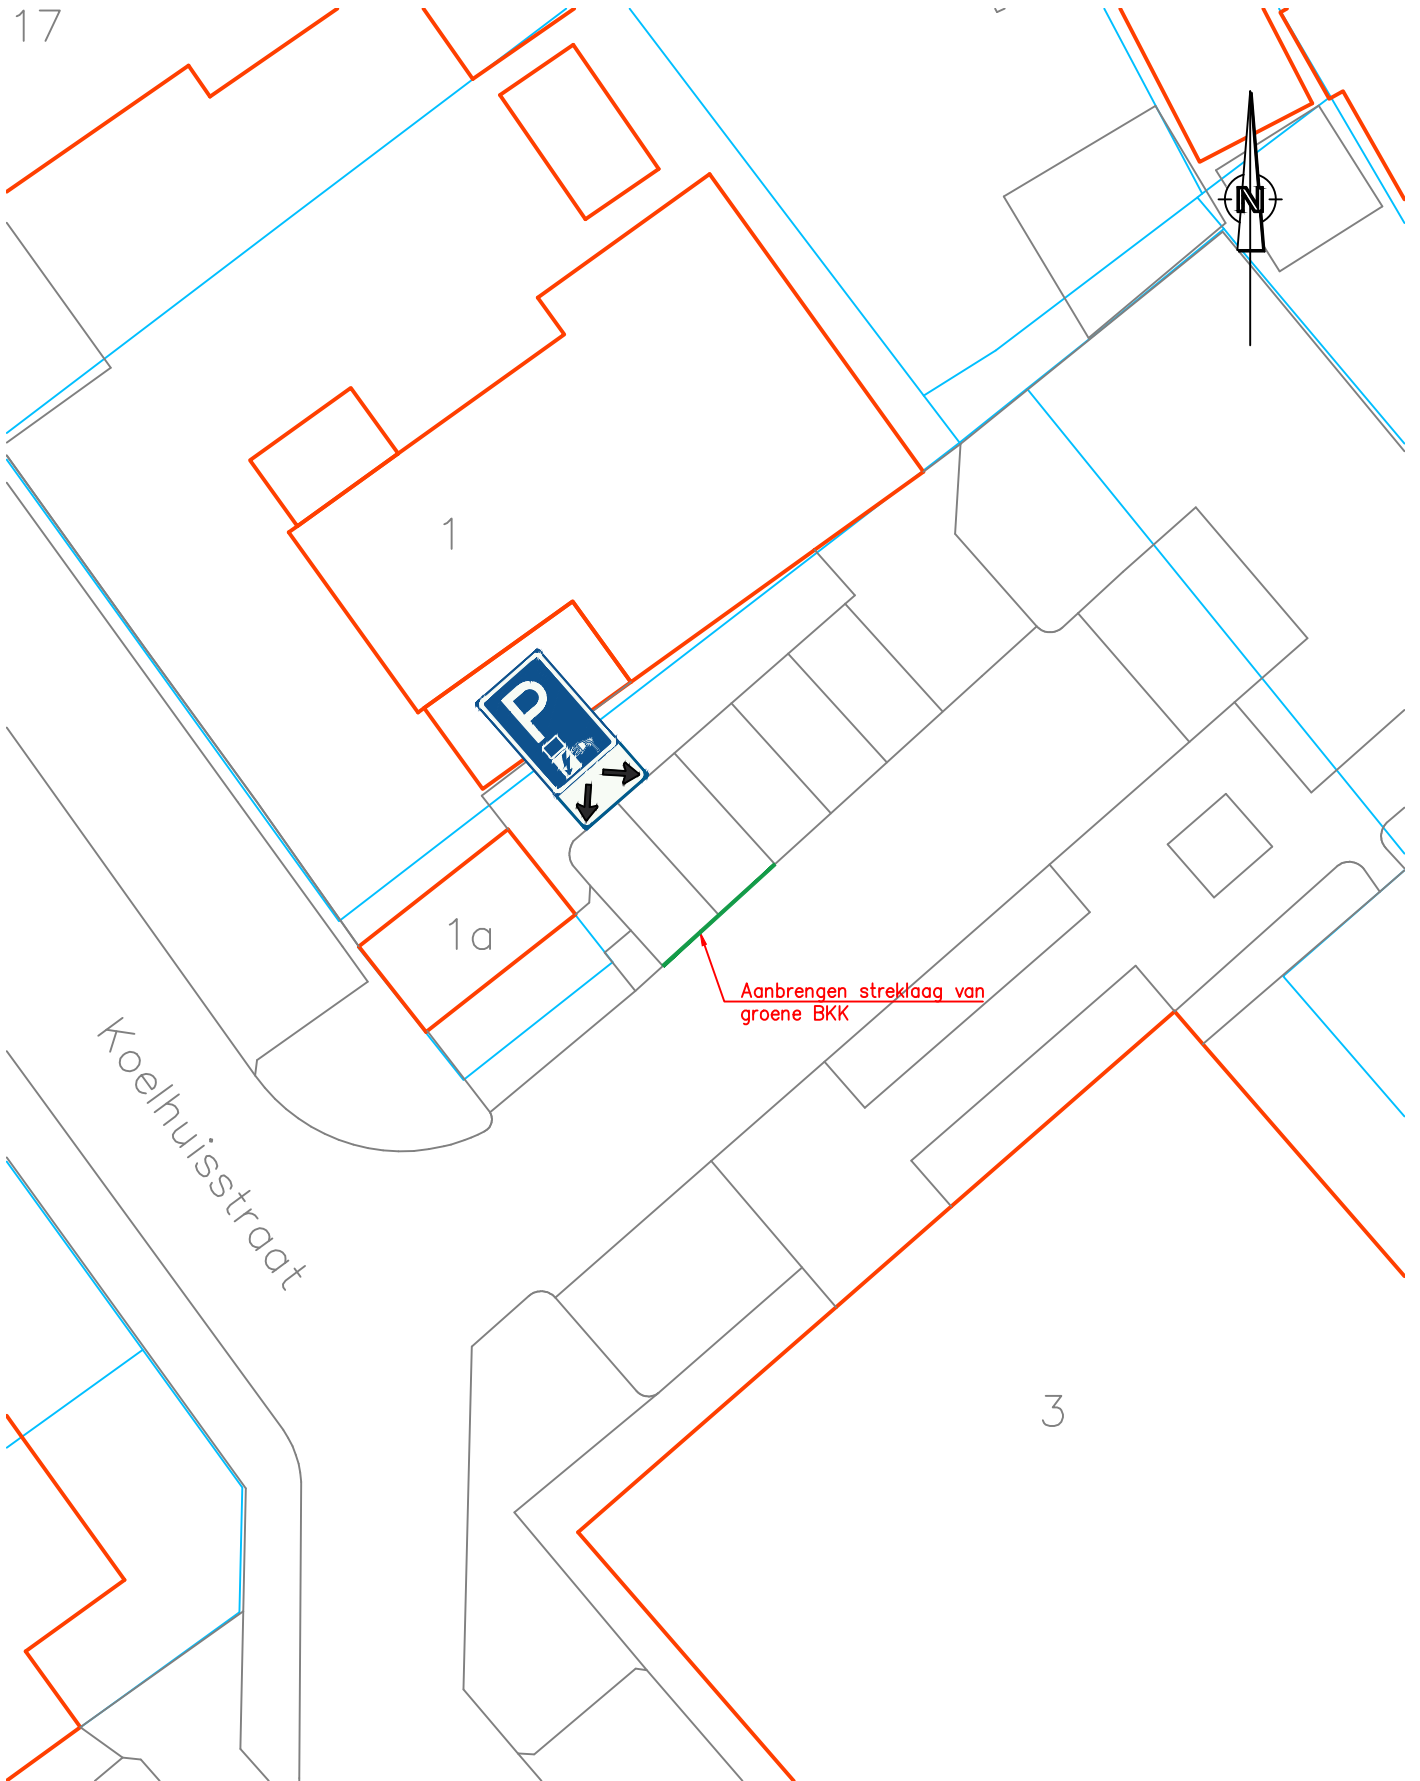 17
N
1
P
1a
Aanbrengen streklaag van
groene BKK
Koelhuisstraat
3